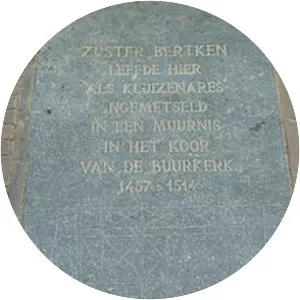 ZUSTER BERTKEN
LEEFDE HIER
ALS KLUIZENARES
INGEMETSELD
IN EEN MUURNIS
IN HET KOOR
VAN DE BUURKERK
1457-1514